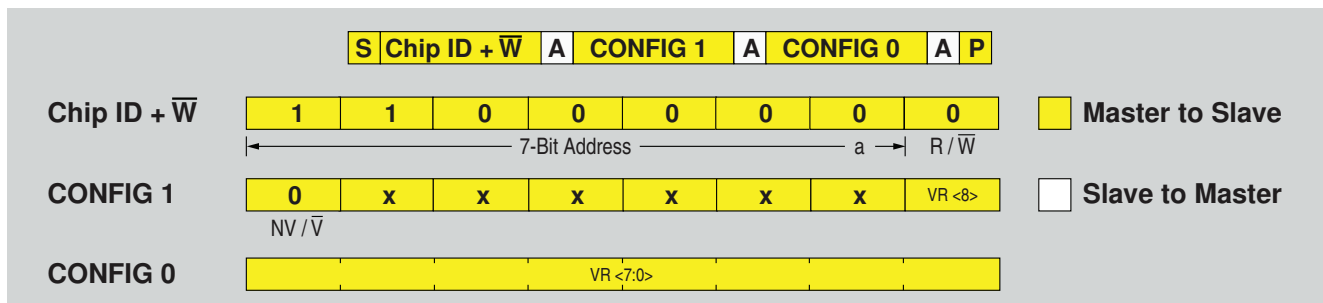 S Chip ID + W̅ A CONFIG 1 A CONFIG 0 A P
Chip ID + W̅ 1 1 0 0 0 0 0 0 Master to Slave
7-Bit Address a R / W̅
CONFIG 1 0 x x x x x x VR <8> Slave to Master
NV / V̅
CONFIG 0 VR <7:0>